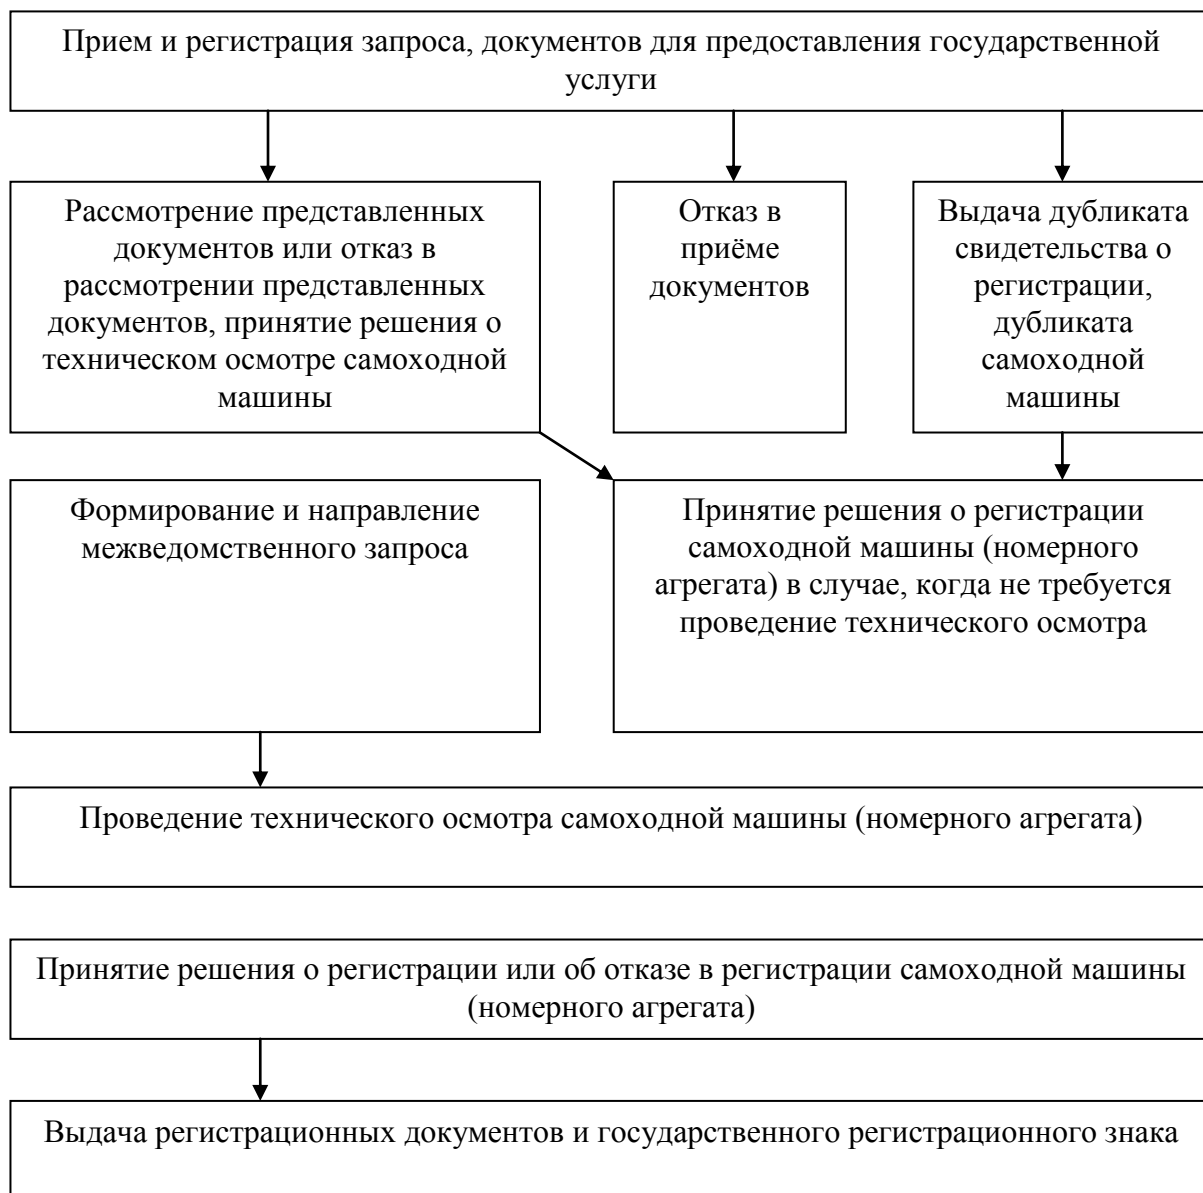 Прием и регистрация запроса, документов для предоставления государственной
услуги
Рассмотрение представленных
документов или отказ в
рассмотрении представленных
документов, принятие решения о
техническом осмотре самоходной
машины
Отказ в
приёме
документов
Выдача дубликата
свидетельства о
регистрации,
дубликата
самоходной
машины
Формирование и направление
межведомственного запроса
Принятие решения о регистрации
самоходной машины (номерного
агрегата) в случае, когда не требуется
проведение технического осмотра
Проведение технического осмотра самоходной машины (номерного агрегата)
Принятие решения о регистрации или об отказе в регистрации самоходной машины
(номерного агрегата)
Выдача регистрационных документов и государственного регистрационного знака